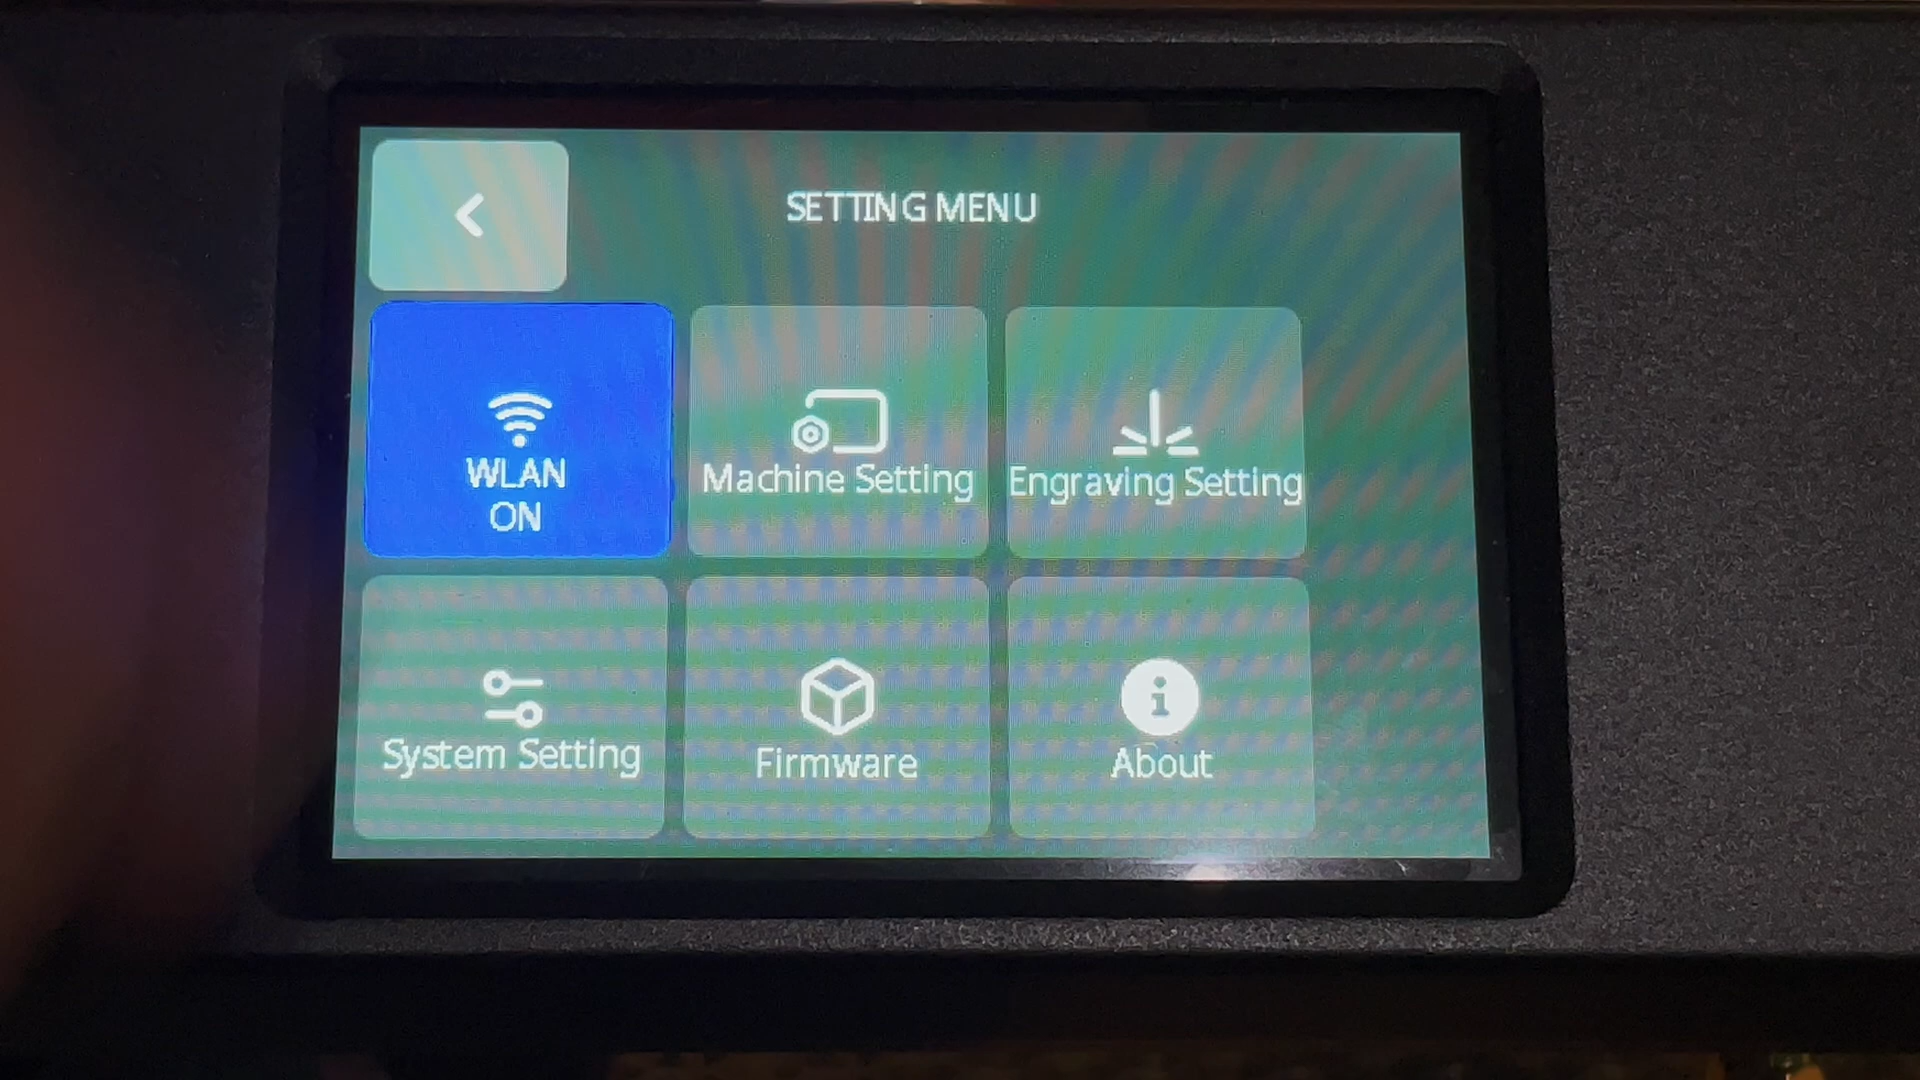 SETTING MENU
WLAN
ON
Machine Setting
Engraving Setting
System Setting
Firmware
About